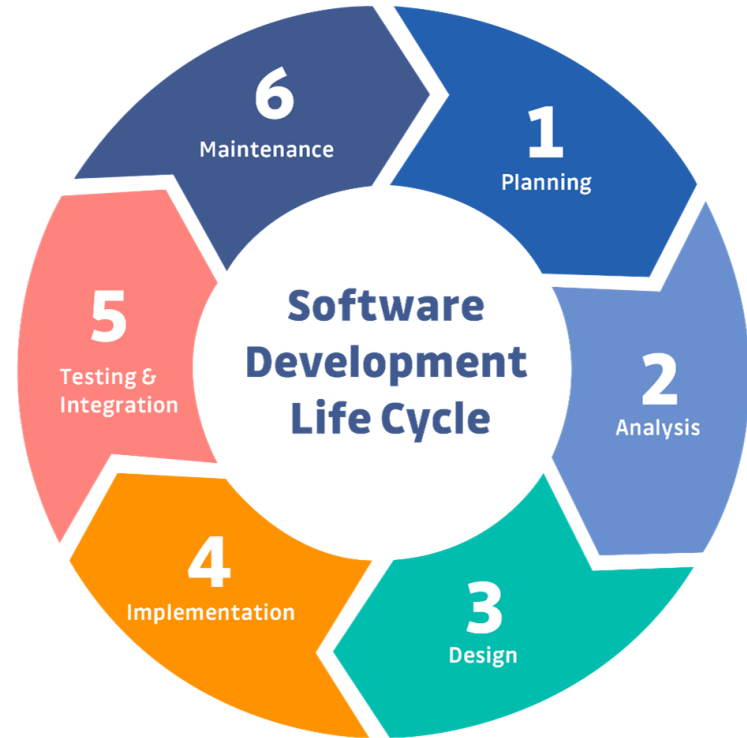 Software
Development
Life Cycle
1
Planning
2
Analysis
3
Design
4
Implementation
5
Testing &
Integration
6
Maintenance